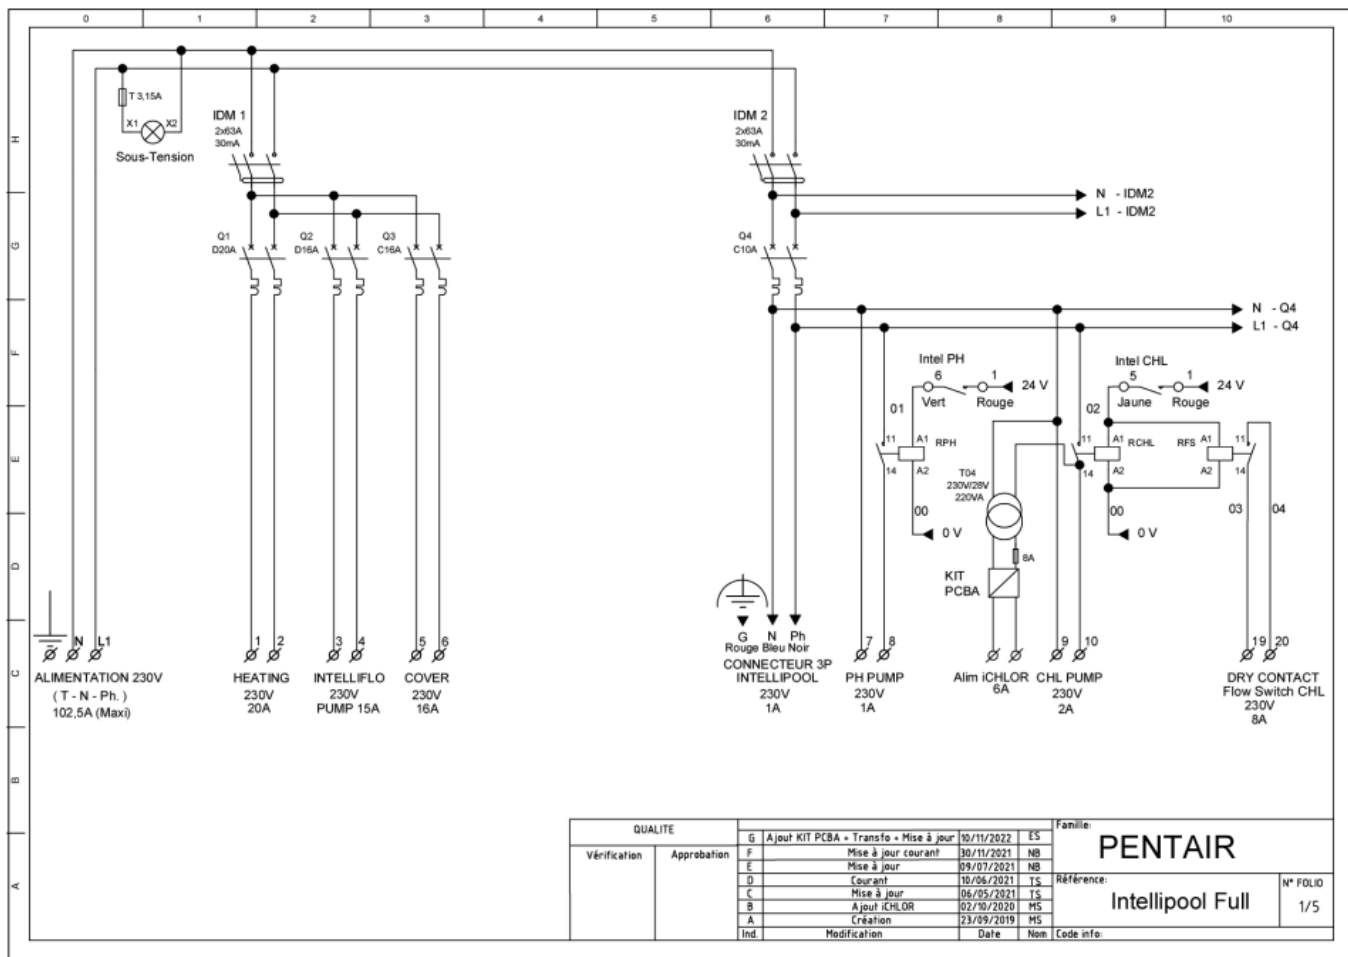 0 1 2 3 4 5 6 7 8 9 10
H
G
F
E
D
C
B
A
T 3,15A
X1 X2
Sous-Tension
IDM 1
2x63A
30mA
IDM 2
2x63A
30mA
N - IDM2
L1 - IDM2
Q1
D20A
Q2
D16A
Q3
C16A
Q4
C10A
N - Q4
L1 - Q4
Intel PH
6 1 24 V
Vert Rouge
01
11 A1 RPH
14 A2
00
0 V
Intel CHL
5 1 24 V
Jaune Rouge
02
11 A1 RCHL
14 A2
00
0 V
RFS A1 11
A2 14
03 04
T04
230V/28V
220VA
8A
KIT
PCBA
N L1
ALIMENTATION 230V
( T - N - Ph. )
102,5A (Maxi)
1 2
HEATING
230V
20A
3 4
INTELLIFLO
230V
PUMP 15A
5 6
COVER
230V
16A
G N Ph
Rouge Bleu Noir
CONNECTEUR 3P
INTELLIPOOL
230V
1A
7 8
PH PUMP
230V
1A
Alim iCHLOR
6A
9 10
CHL PUMP
230V
2A
19 20
DRY CONTACT
Flow Switch CHL
230V
8A
QUALITE
Vérification Approbation
G Ajout KIT PCBA + Transfo + Mise à jour 10/11/2022 ES
F Mise à jour courant 30/11/2021 NB
E Mise à jour 09/07/2021 NB
D Courant 10/06/2021 TS
C Mise à jour 06/05/2021 TS
B Ajout iCHLOR 02/10/2020 MS
A Création 23/09/2019 MS
Ind. Modification Date Nom
Famille:
PENTAIR
Référence:
Intellipool Full
N° FOLIO
1/5
Code info: